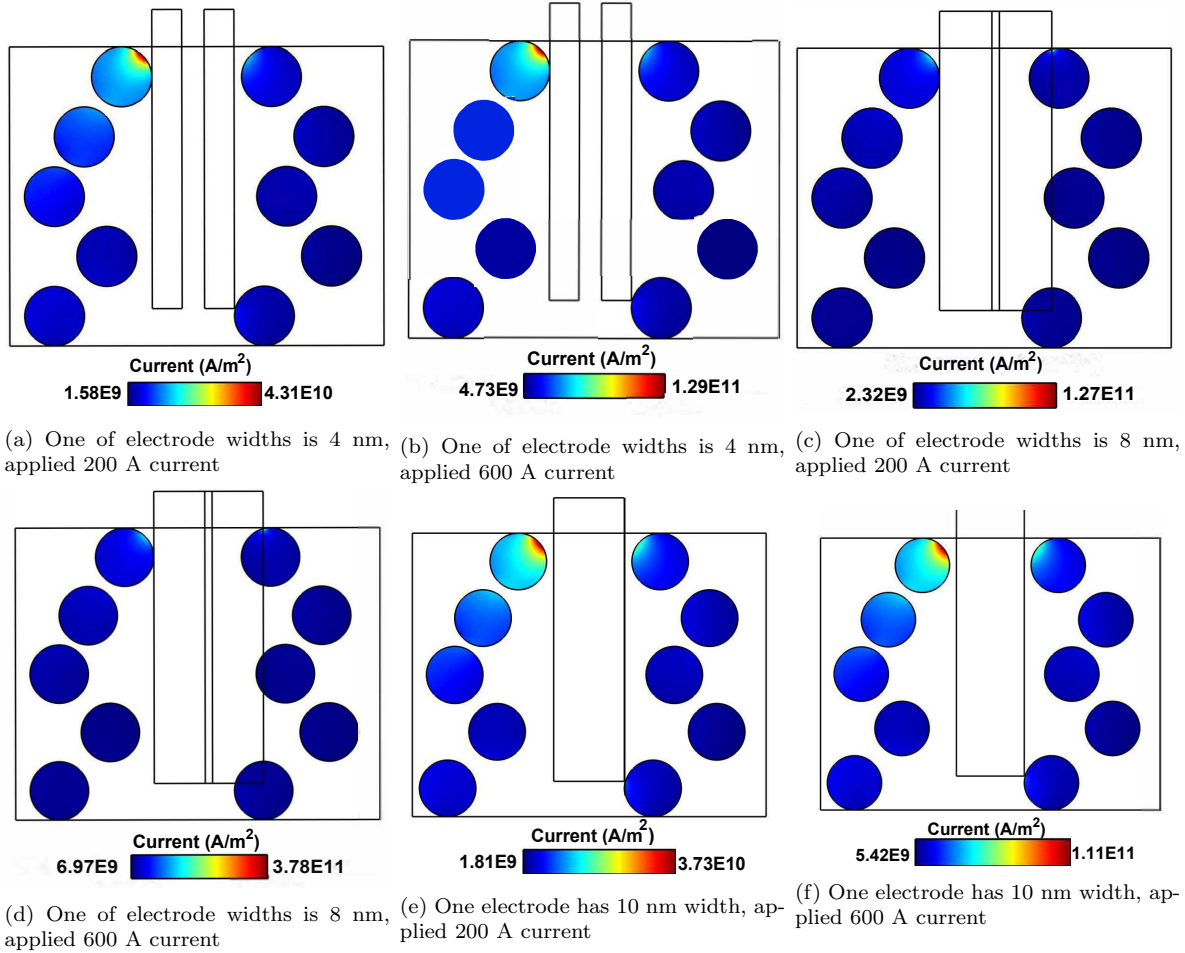 Current (A/m²)
1.58E9 4.31E10
(a) One of electrode widths is 4 nm,
applied 200 A current
Current (A/m²)
4.73E9 1.29E11
(b) One of electrode widths is 4 nm,
applied 600 A current
Current (A/m²)
2.32E9 1.27E11
(c) One of electrode widths is 8 nm,
applied 200 A current
Current (A/m²)
6.97E9 3.78E11
(d) One of electrode widths is 8 nm,
applied 600 A current
Current (A/m²)
1.81E9 3.73E10
(e) One electrode has 10 nm width, ap-
plied 200 A current
Current (A/m²)
5.42E9 1.11E11
(f) One electrode has 10 nm width, ap-
plied 600 A current